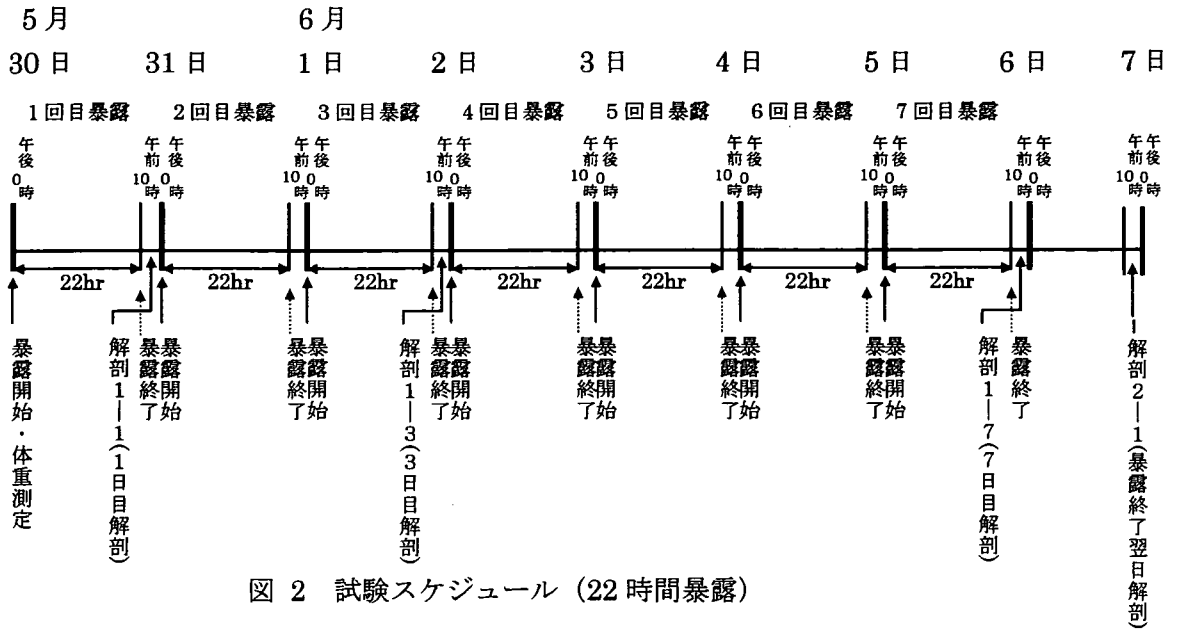 5月 6月
30日 31日 1日 2日 3日 4日 5日 6日 7日
1回目暴露 2回目暴露 3回目暴露 4回目暴露 5回目暴露 6回目暴露 7回目暴露
午後0時 午前10時 午後0時 午前10時 午後0時 午前10時 午後0時 午前10時 午後0時 午前10時 午後0時 午前10時 午後0時 午前10時 午後0時 午前10時 午後0時
22hr 22hr 22hr 22hr 22hr 22hr 22hr
暴露開始・体重測定
解剖1―1(1日目解剖)
暴露終了
暴露開始
暴露終了
暴露開始
解剖1―3(3日目解剖)
暴露終了
暴露開始
暴露終了
暴露開始
暴露終了
暴露開始
暴露終了
暴露開始
解剖1―7(7日目解剖)
暴露終了
解剖2―1(暴露終了翌日解剖)
図 2 試験スケジュール(22時間暴露)